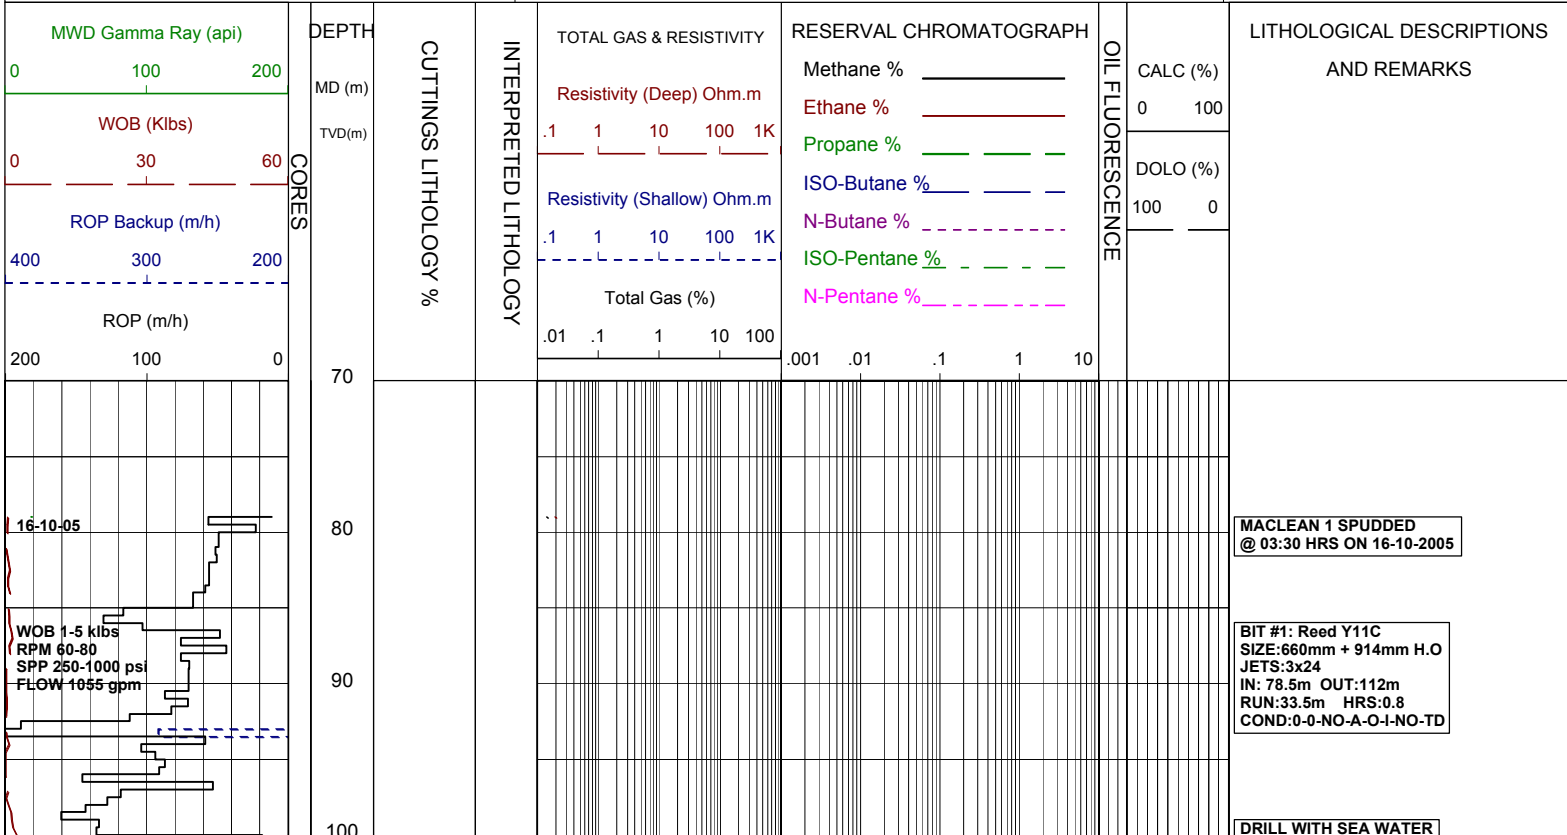 MWD Gamma Ray (api)
0 100 200
WOB (Klbs)
0 30 60
ROP Backup (m/h)
400 300 200
ROP (m/h)
200 100 0
CORES
DEPTH
MD (m)
TVD(m)
CUTTINGS LITHOLOGY %
INTERPRETED LITHOLOGY
TOTAL GAS & RESISTIVITY
Resistivity (Deep) Ohm.m
.1 1 10 100 1K
Resistivity (Shallow) Ohm.m
.1 1 10 100 1K
Total Gas (%)
.01 .1 1 10 100
RESERVAL CHROMATOGRAPH
Methane %
Ethane %
Propane %
ISO-Butane %
N-Butane %
ISO-Pentane %
N-Pentane %
.001 .01 .1 1 10
OIL FLUORESCENCE
CALC (%)
0 100
DOLO (%)
100 0
LITHOLOGICAL DESCRIPTIONS
AND REMARKS
70
16-10-05
80
MACLEAN 1 SPUDDED
@ 03:30 HRS ON 16-10-2005
WOB 1-5 klbs
RPM 60-80
SPP 250-1000 psi
FLOW 1055 gpm
90
BIT #1: Reed Y11C
SIZE:660mm + 914mm H.O
JETS:3x24
IN: 78.5m OUT:112m
RUN:33.5m HRS:0.8
COND:0-0-NO-A-O-I-NO-TD
100
DRILL WITH SEA WATER